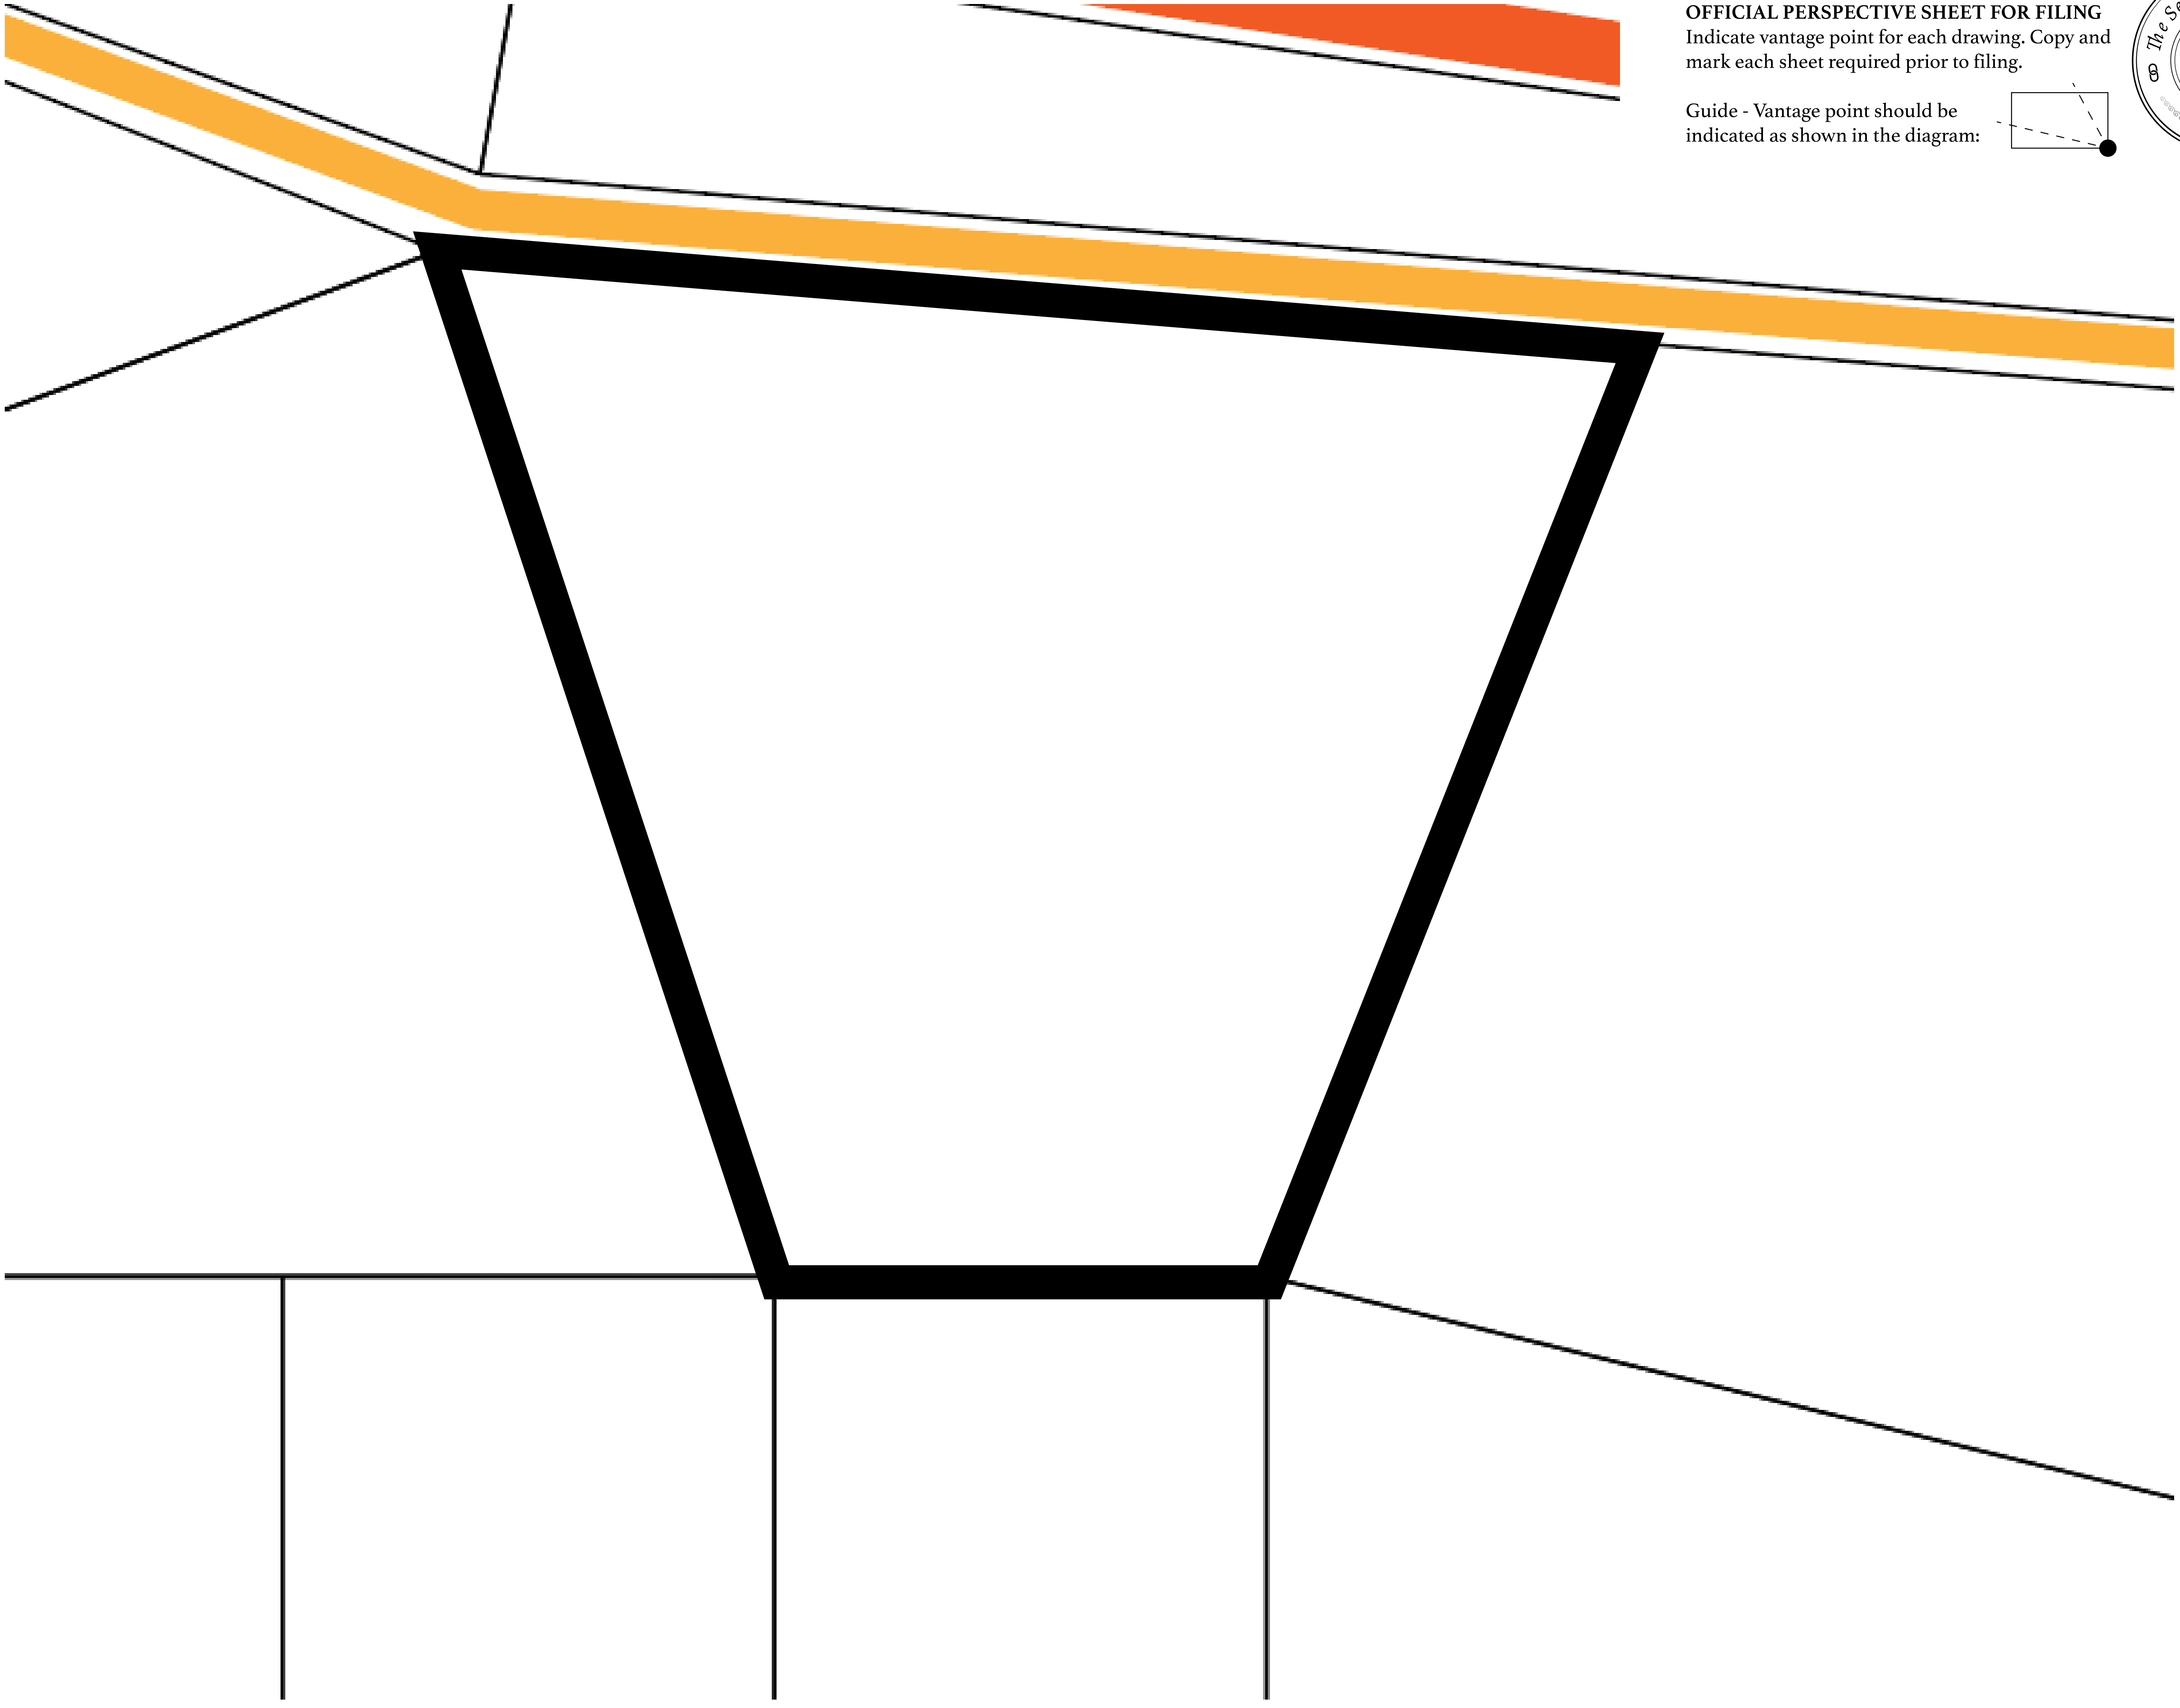 OFFICIAL PERSPECTIVE SHEET FOR FILING
Indicate vantage point for each drawing. Copy and
mark each sheet required prior to filing.
Guide - Vantage point should be
indicated as shown in the diagram:
The